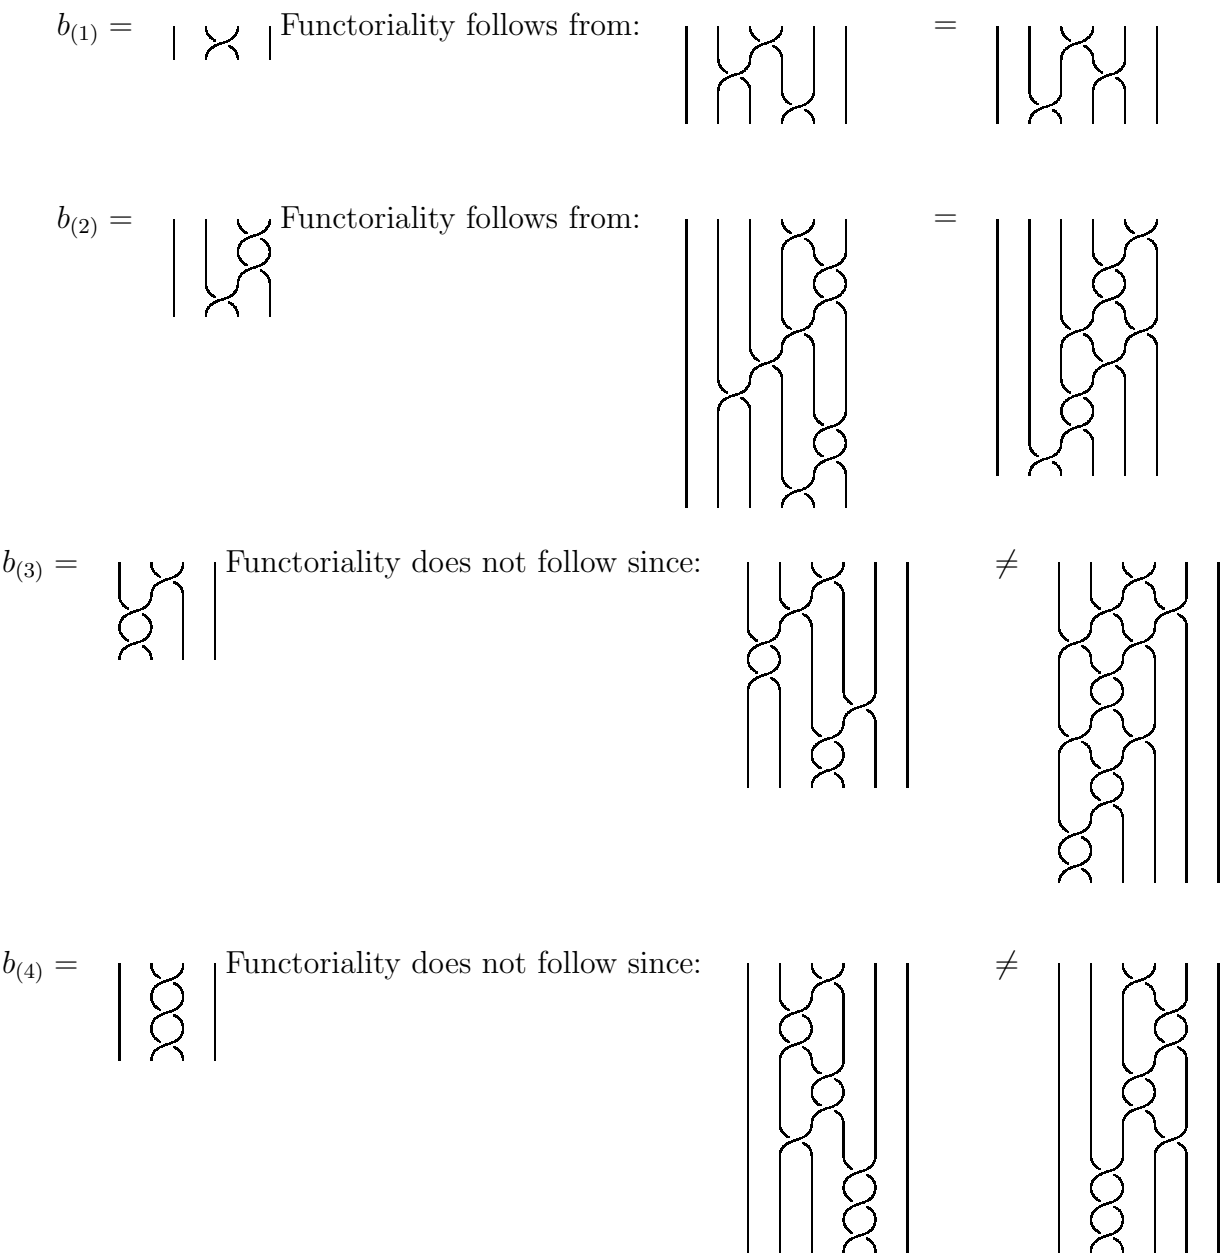 b₍₁₎ = Functoriality follows from: =
b₍₂₎ = Functoriality follows from: =
b₍₃₎ = Functoriality does not follow since: ≠
b₍₄₎ = Functoriality does not follow since: ≠